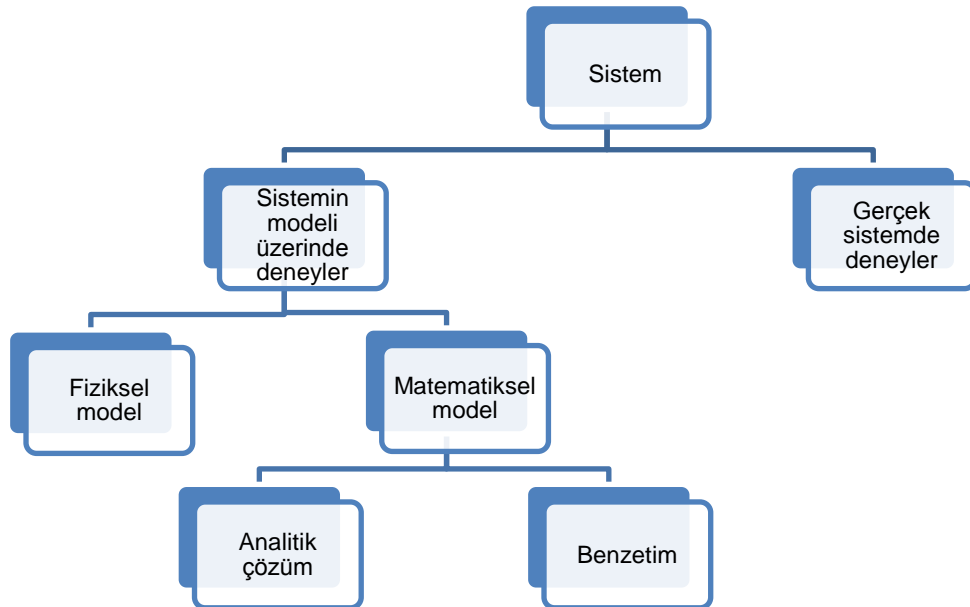 Sistem
Sistemin
modeli
üzerinde
deneyler
Gerçek
sistemde
deneyler
Fiziksel
model
Matematiksel
model
Analitik
çözüm
Benzetim